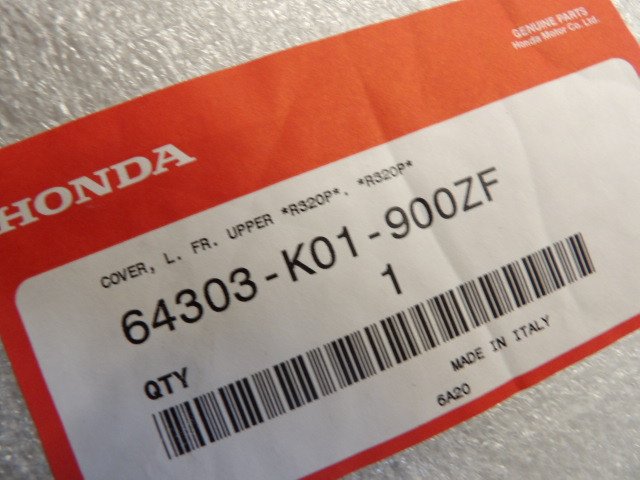 GENUINE PARTS
Honda Motor Co., Ltd.
HONDA
COVER, L. FR. UPPER *R320P*. *R320P*
64303-K01-900ZF
QTY 1
MADE IN ITALY
6A20